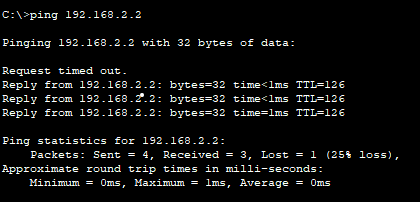 C:\>ping 192.168.2.2
Pinging 192.168.2.2 with 32 bytes of data:
Request timed out.
Reply from 192.168.2.2: bytes=32 time<1ms TTL=126
Reply from 192.168.2.2: bytes=32 time<1ms TTL=126
Reply from 192.168.2.2: bytes=32 time=1ms TTL=126
Ping statistics for 192.168.2.2:
Packets: Sent = 4, Received = 3, Lost = 1 (25% loss),
Approximate round trip times in milli-seconds:
Minimum = 0ms, Maximum = 1ms, Average = 0ms